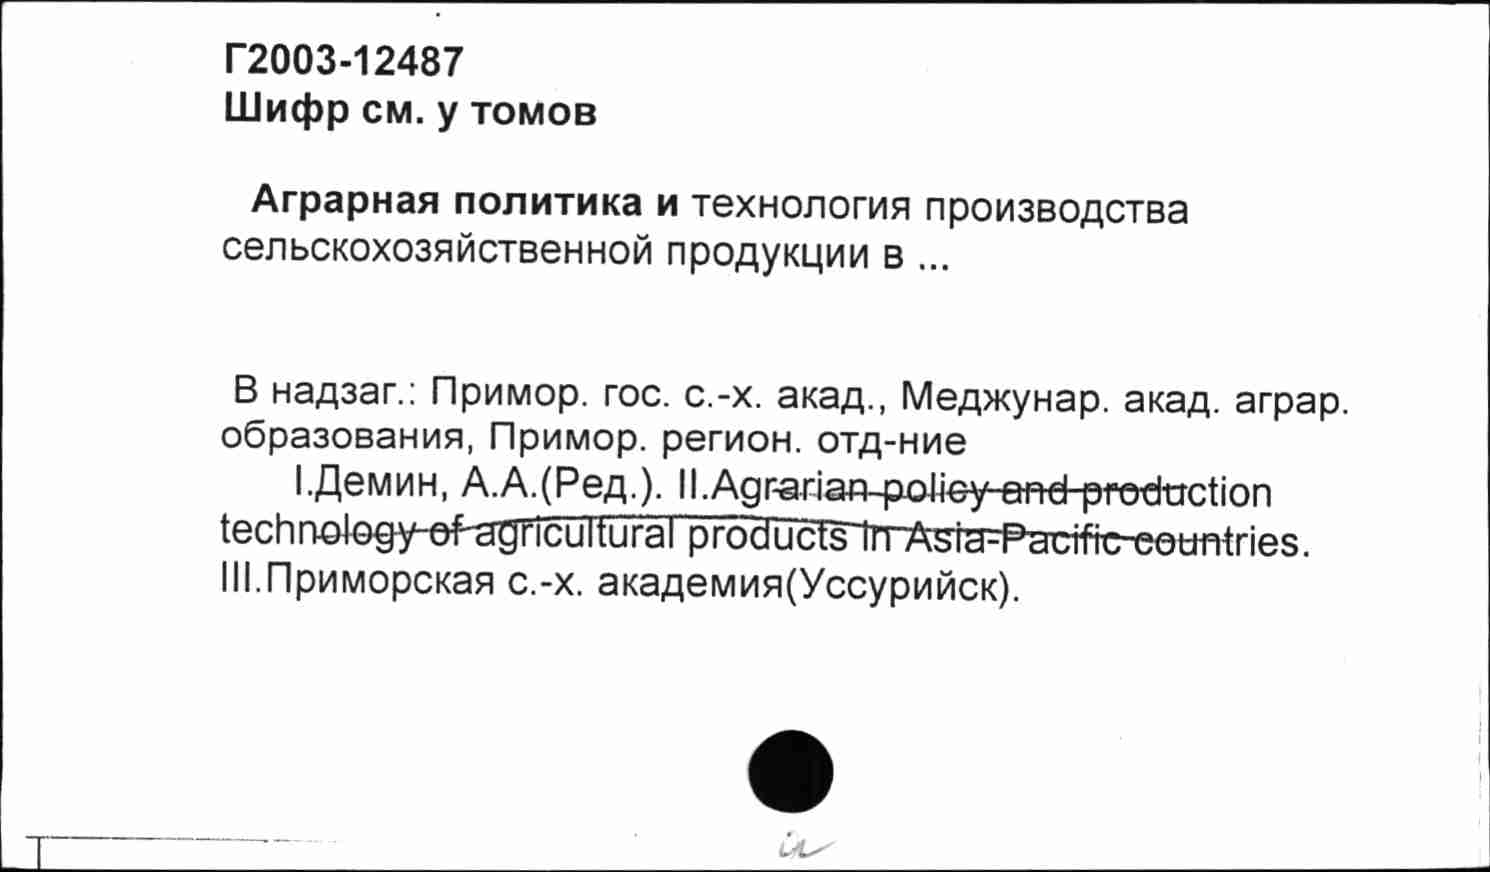 Г2003-12487
Шифр см. у томов
Аграрная политика и технология производства
сельскохозяйственной продукции в ...
В надзаг.: Примор. гос. с.-х. акад., Меджунар. акад. аграр.
образования, Примор. регион. отд-ние
I.Демин, А.А.(Ред.). II.Agrarian policy and production
technology of agricultural products in Asia-Pacific countries.
III.Приморская с.-х. академия(Уссурийск).